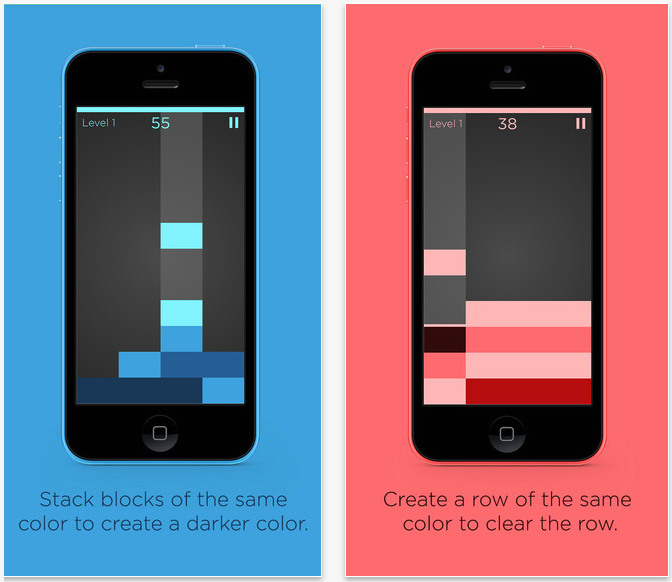 Level 1 55
Stack blocks of the same
color to create a darker color.
Level 1 38
Create a row of the same
color to clear the row.